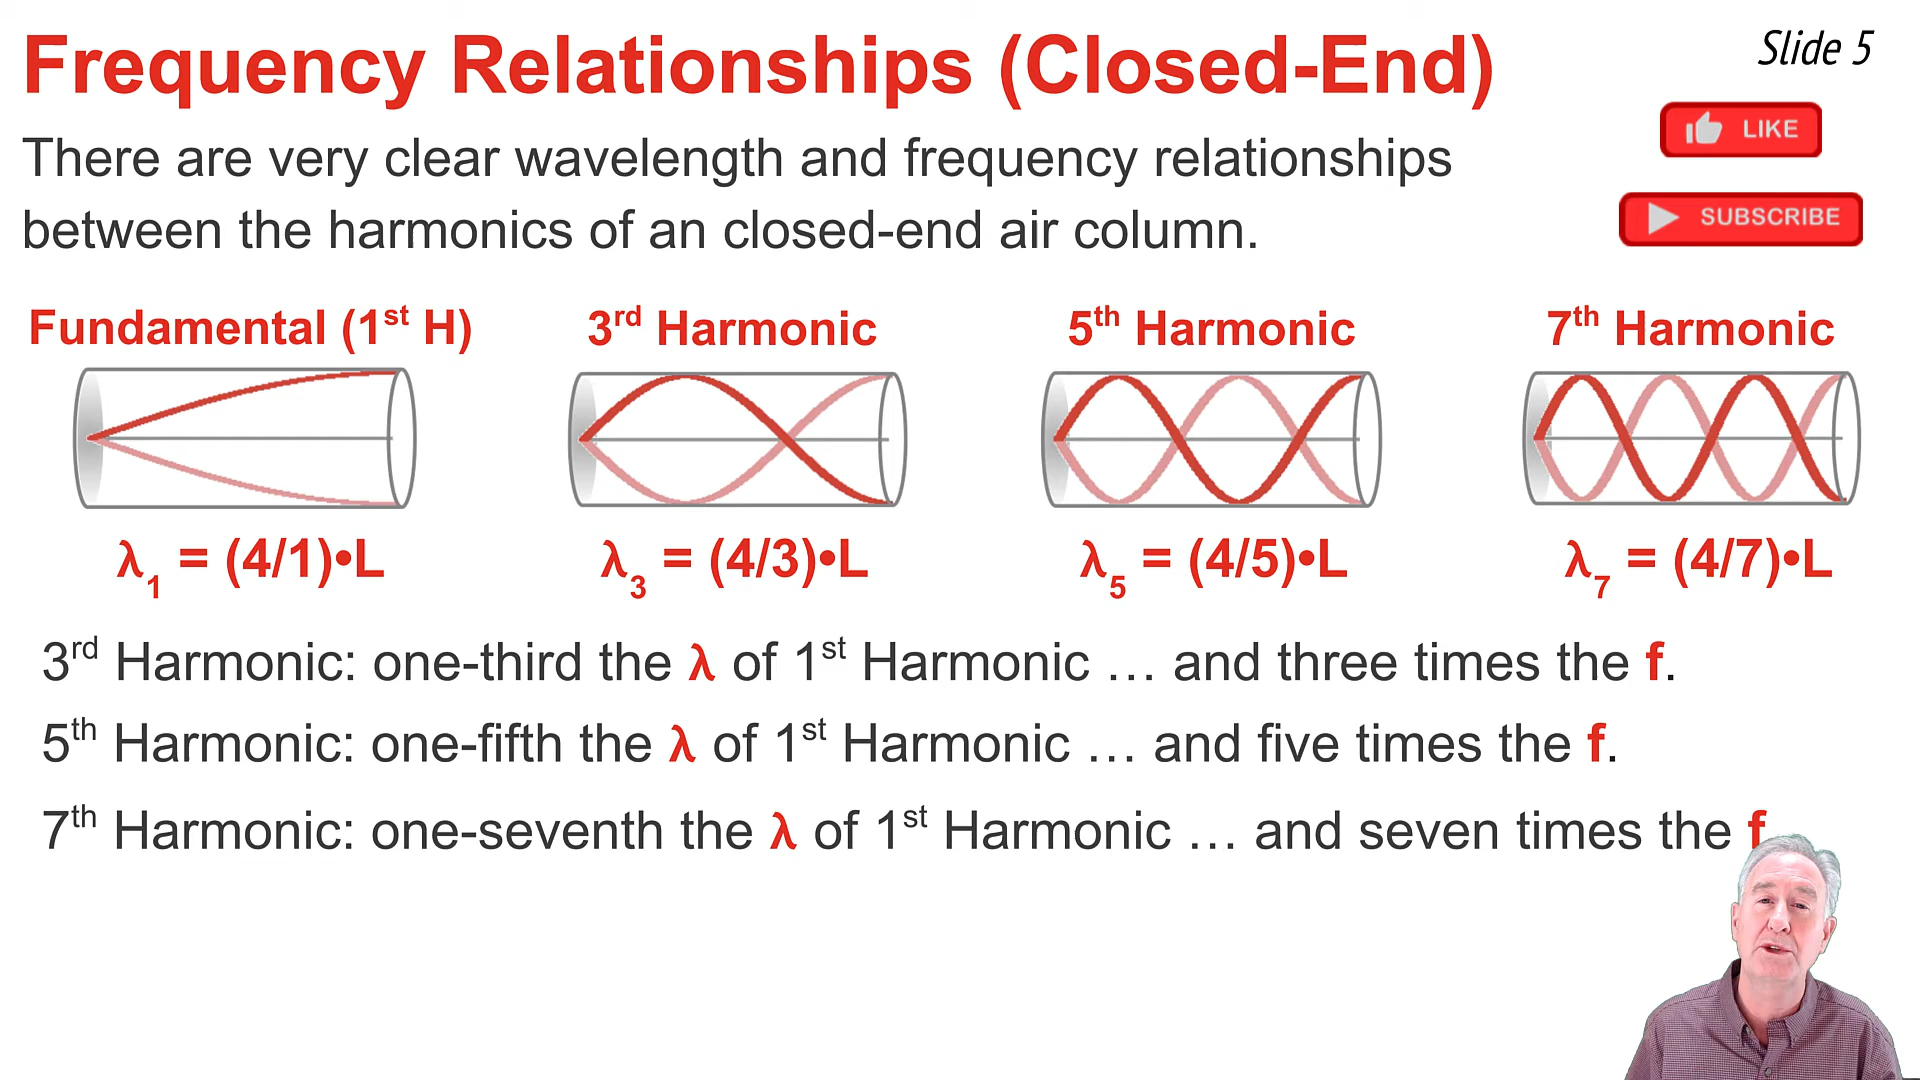 Frequency Relationships (Closed-End)
Slide 5
LIKE
There are very clear wavelength and frequency relationships
between the harmonics of an closed-end air column.
SUBSCRIBE
Fundamental (1st H)
3rd Harmonic
5th Harmonic
7th Harmonic
λ1 = (4/1)•L
λ3 = (4/3)•L
λ5 = (4/5)•L
λ7 = (4/7)•L
3rd Harmonic: one-third the λ of 1st Harmonic … and three times the f.
5th Harmonic: one-fifth the λ of 1st Harmonic … and five times the f.
7th Harmonic: one-seventh the λ of 1st Harmonic … and seven times the f